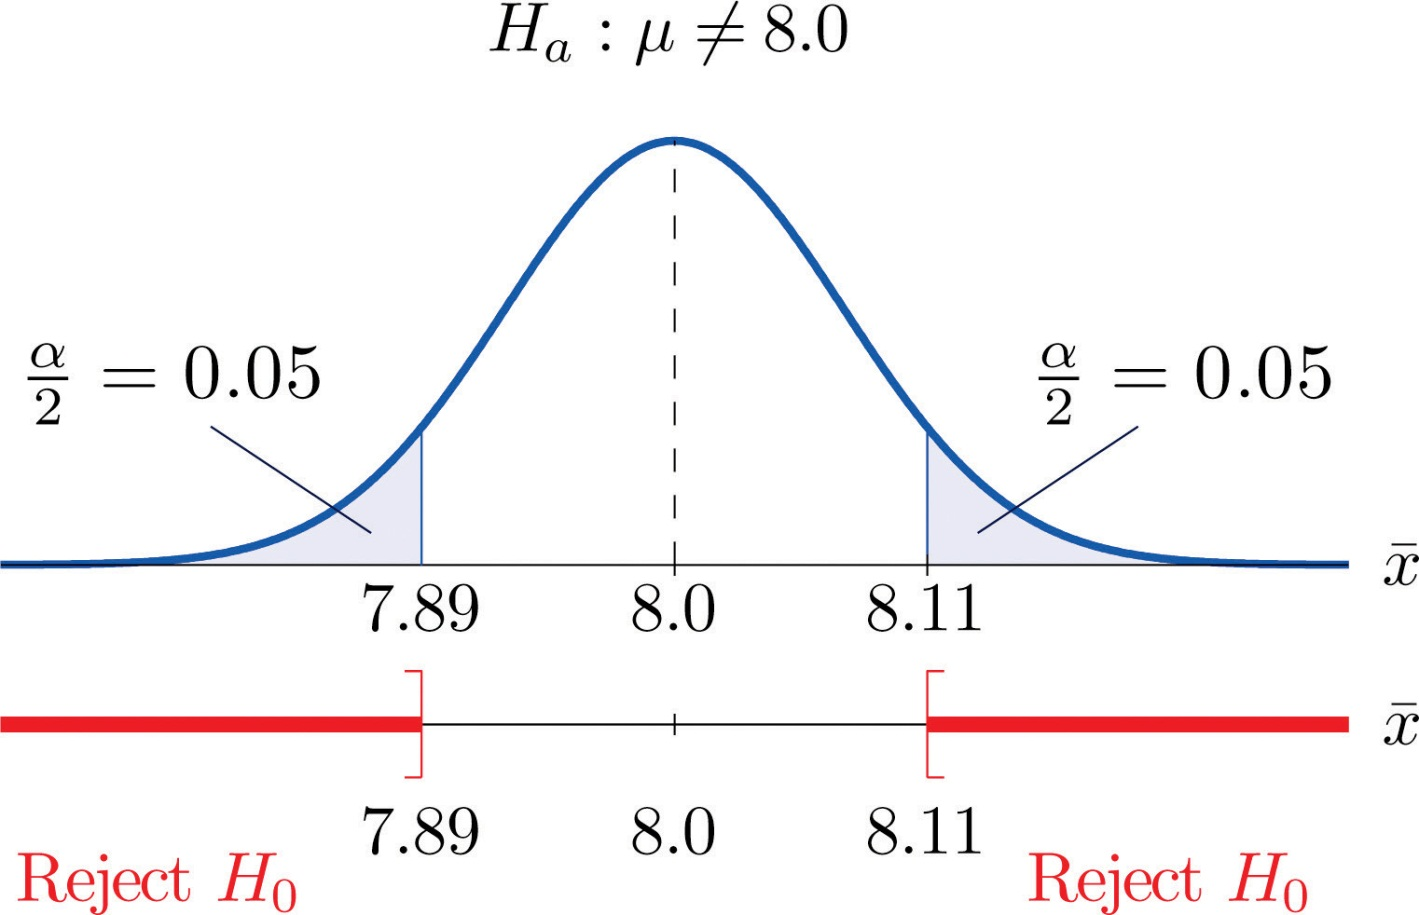 Hₐ : μ ≠ 8.0
α/2 = 0.05
α/2 = 0.05
x̄
7.89 8.0 8.11
x̄
7.89 8.0 8.11
Reject H₀ Reject H₀